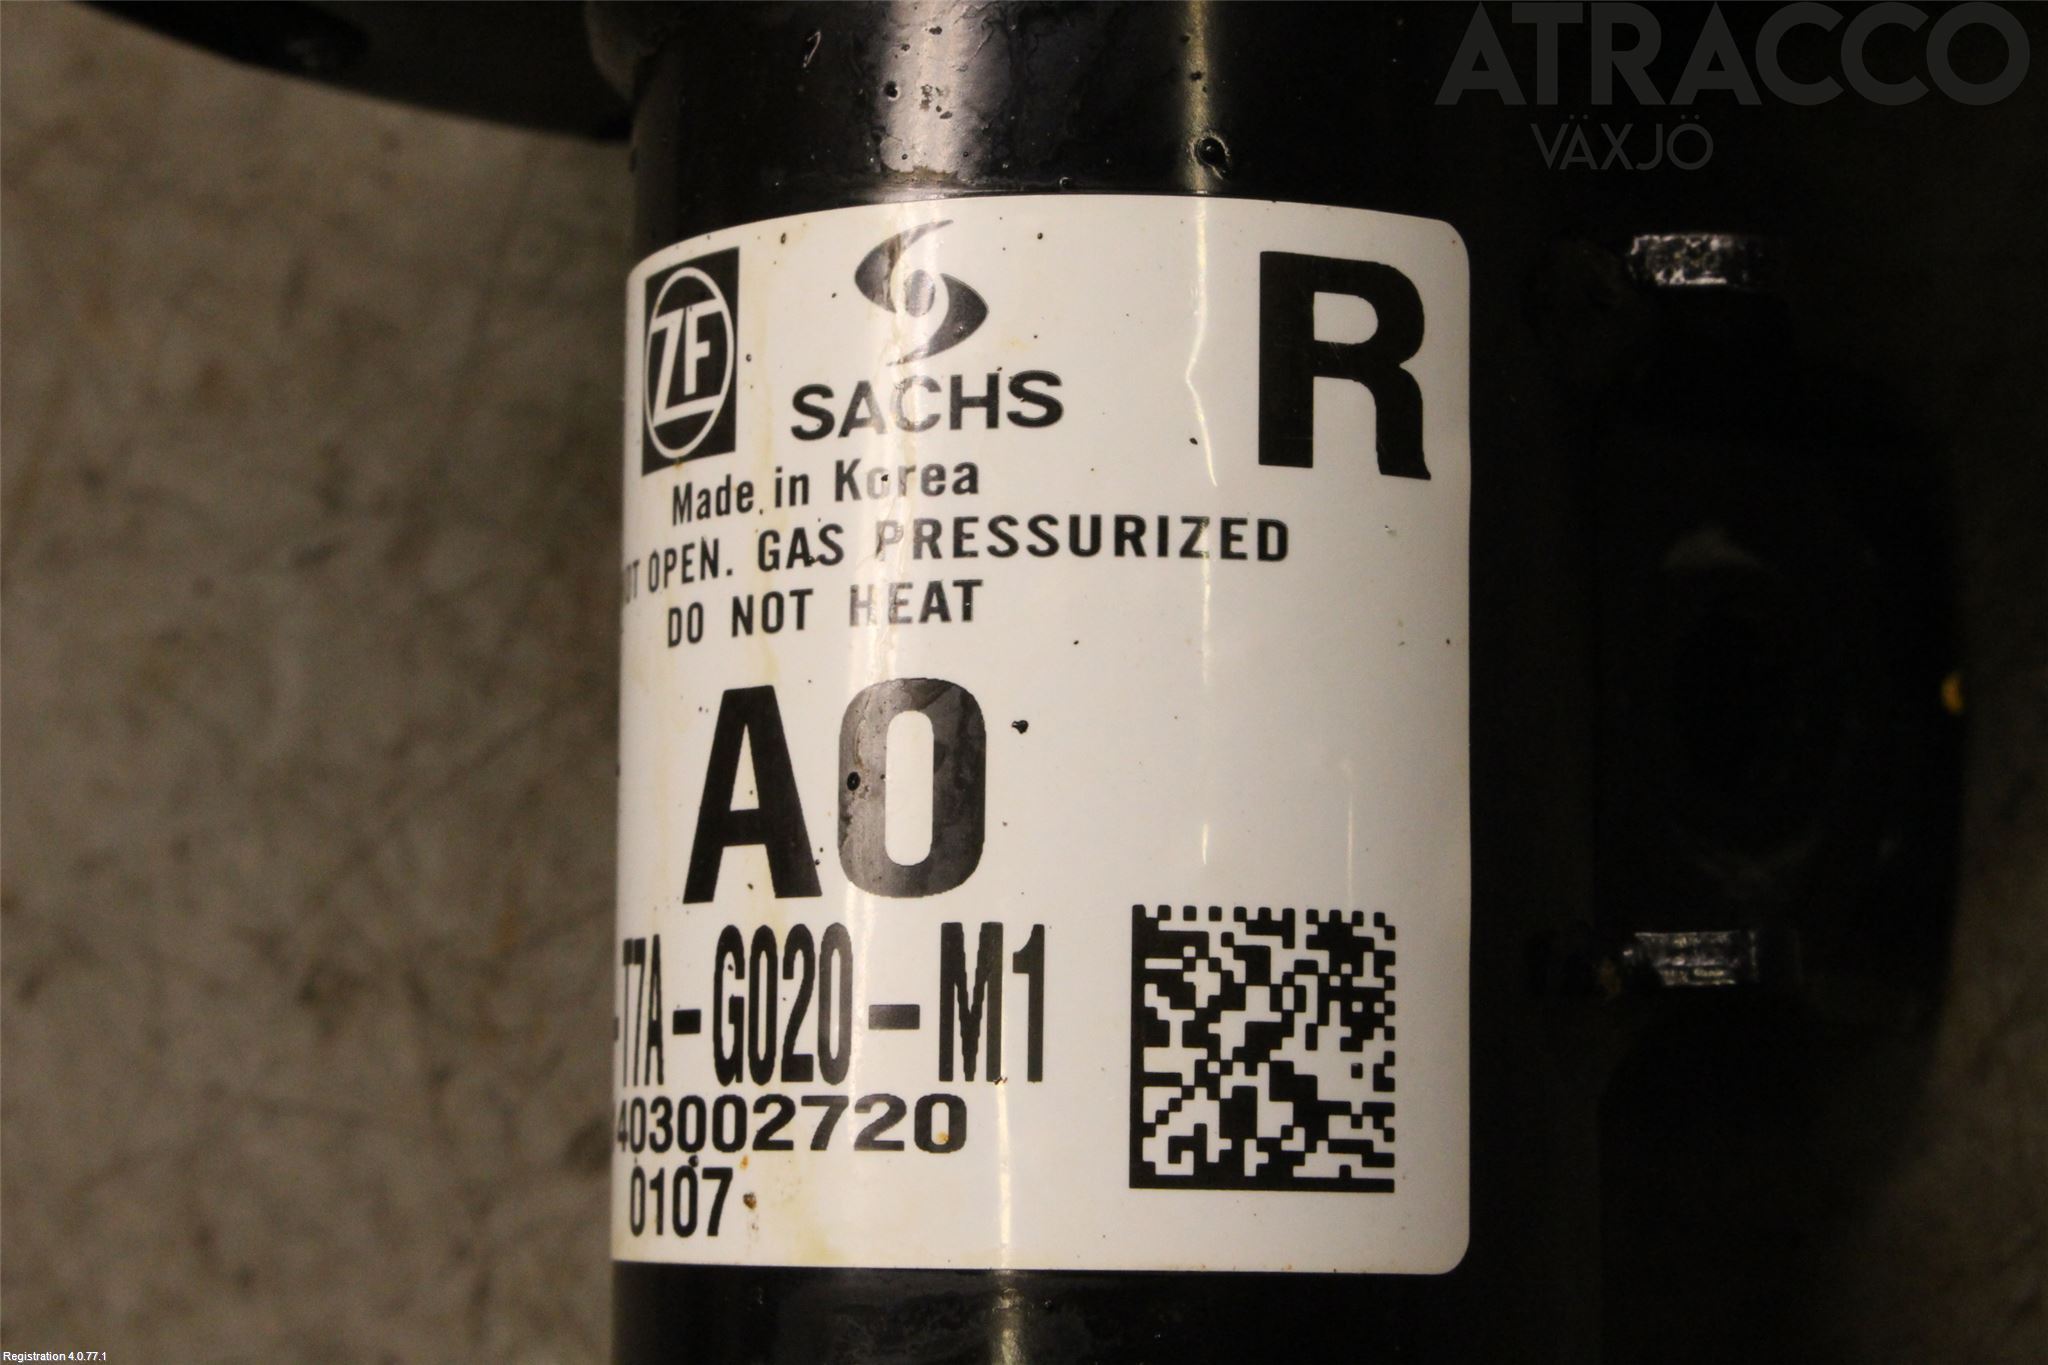 ATRACCO
VÄXJÖ
ZF
SACHS
R
Made in Korea
OPEN. GAS PRESSURIZED
DO NOT HEAT
A0
-T7A-G020-M1
403002720
0107
Registration 4.0.77.1